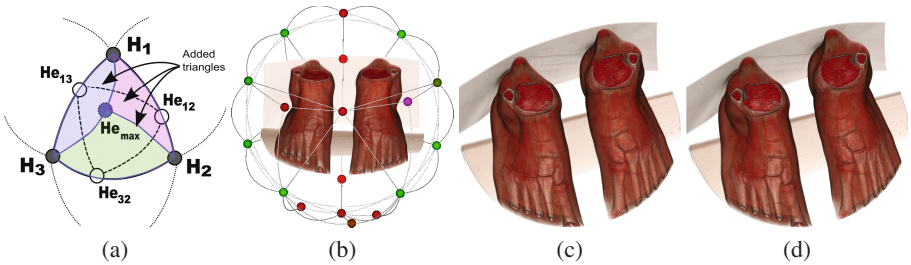 H1
Added
triangles
He13
He12
Hemax
H3
H2
He32
(a)
(b)
(c)
(d)